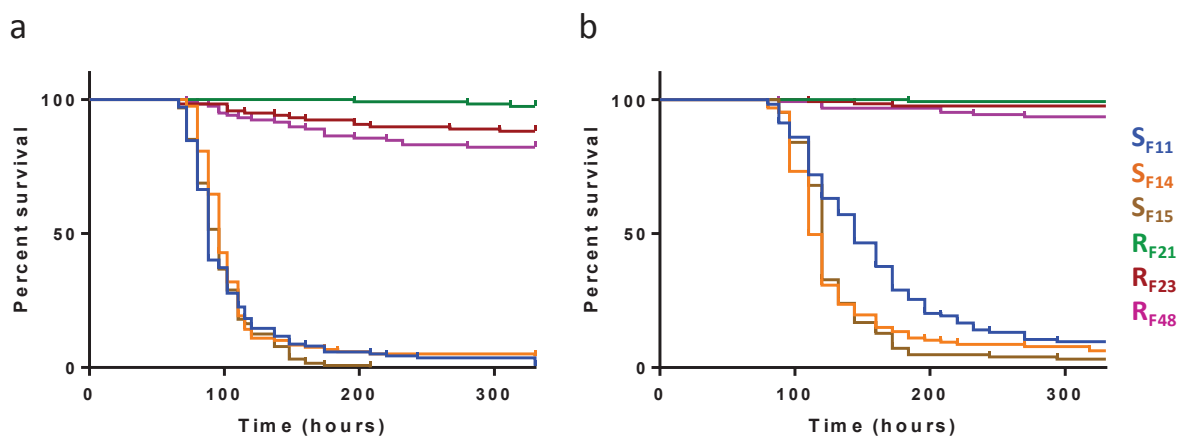 a
b
Percent survival
100
50
0
0 100 200 300
Time (hours)
Percent survival
100
50
0
0 100 200 300
Time (hours)
SF11
SF14
SF15
RF21
RF23
RF48